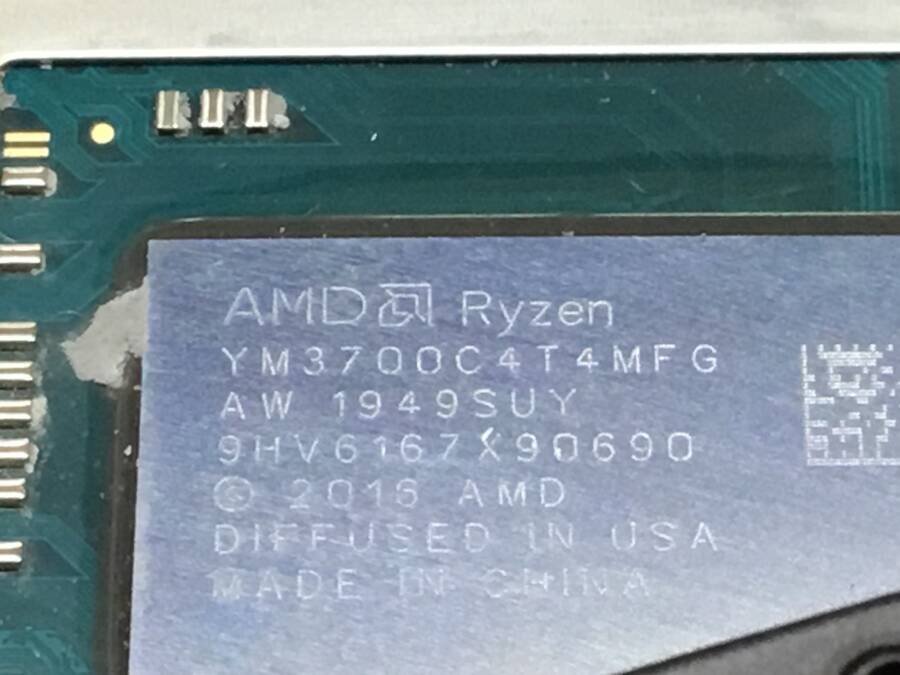 AMD Ryzen
YM3700C4T4MFG
AW 1949SUY
9HV6167X90690
© 2016 AMD
DIFFUSED IN USA
MADE IN CHINA